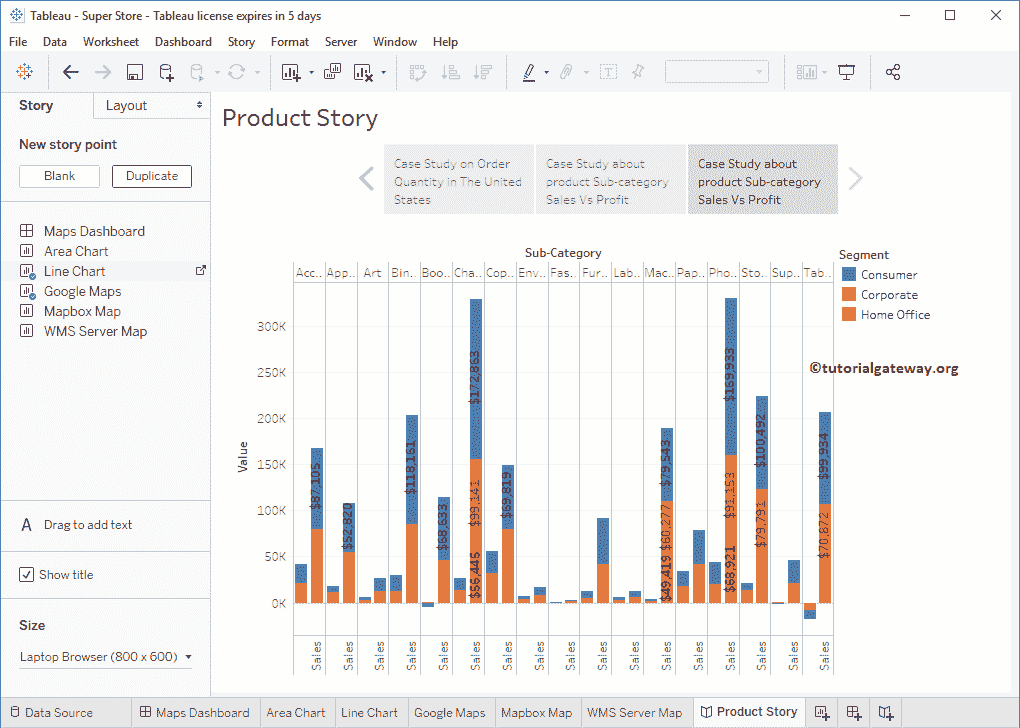 Tableau - Super Store - Tableau license expires in 5 days
File Data Worksheet Dashboard Story Format Server Window Help
Story Layout
New story point
Blank Duplicate
Maps Dashboard
Area Chart
Line Chart
Google Maps
Mapbox Map
WMS Server Map
A Drag to add text
Show title
Size
Laptop Browser (800 x 600)
Product Story
Case Study on Order
Quantity in The United
States
Case Study about
product Sub-category
Sales Vs Profit
Case Study about
product Sub-category
Sales Vs Profit
Sub-Category
Acc.. App.. Art Bin.. Boo.. Cha.. Cop.. Env.. Fas.. Fur.. Lab.. Mac.. Pap.. Pho.. Sto.. Sup.. Tab..
Value
300K
250K
200K
150K
100K
50K
0K
$87,105
$52,820
$118,161
$68,633
$172,863
$99,141
$56,445
$69,819
$79,543
$60,277
$49,419
$169,933
$91,153
$68,921
$100,492
$79,791
$99,934
$70,872
Sales Sales Sales Sales Sales Sales Sales Sales Sales Sales Sales Sales Sales Sales Sales Sales Sales
Segment
Consumer
Corporate
Home Office
©tutorialgateway.org
Data Source Maps Dashboard Area Chart Line Chart Google Maps Mapbox Map WMS Server Map Product Story